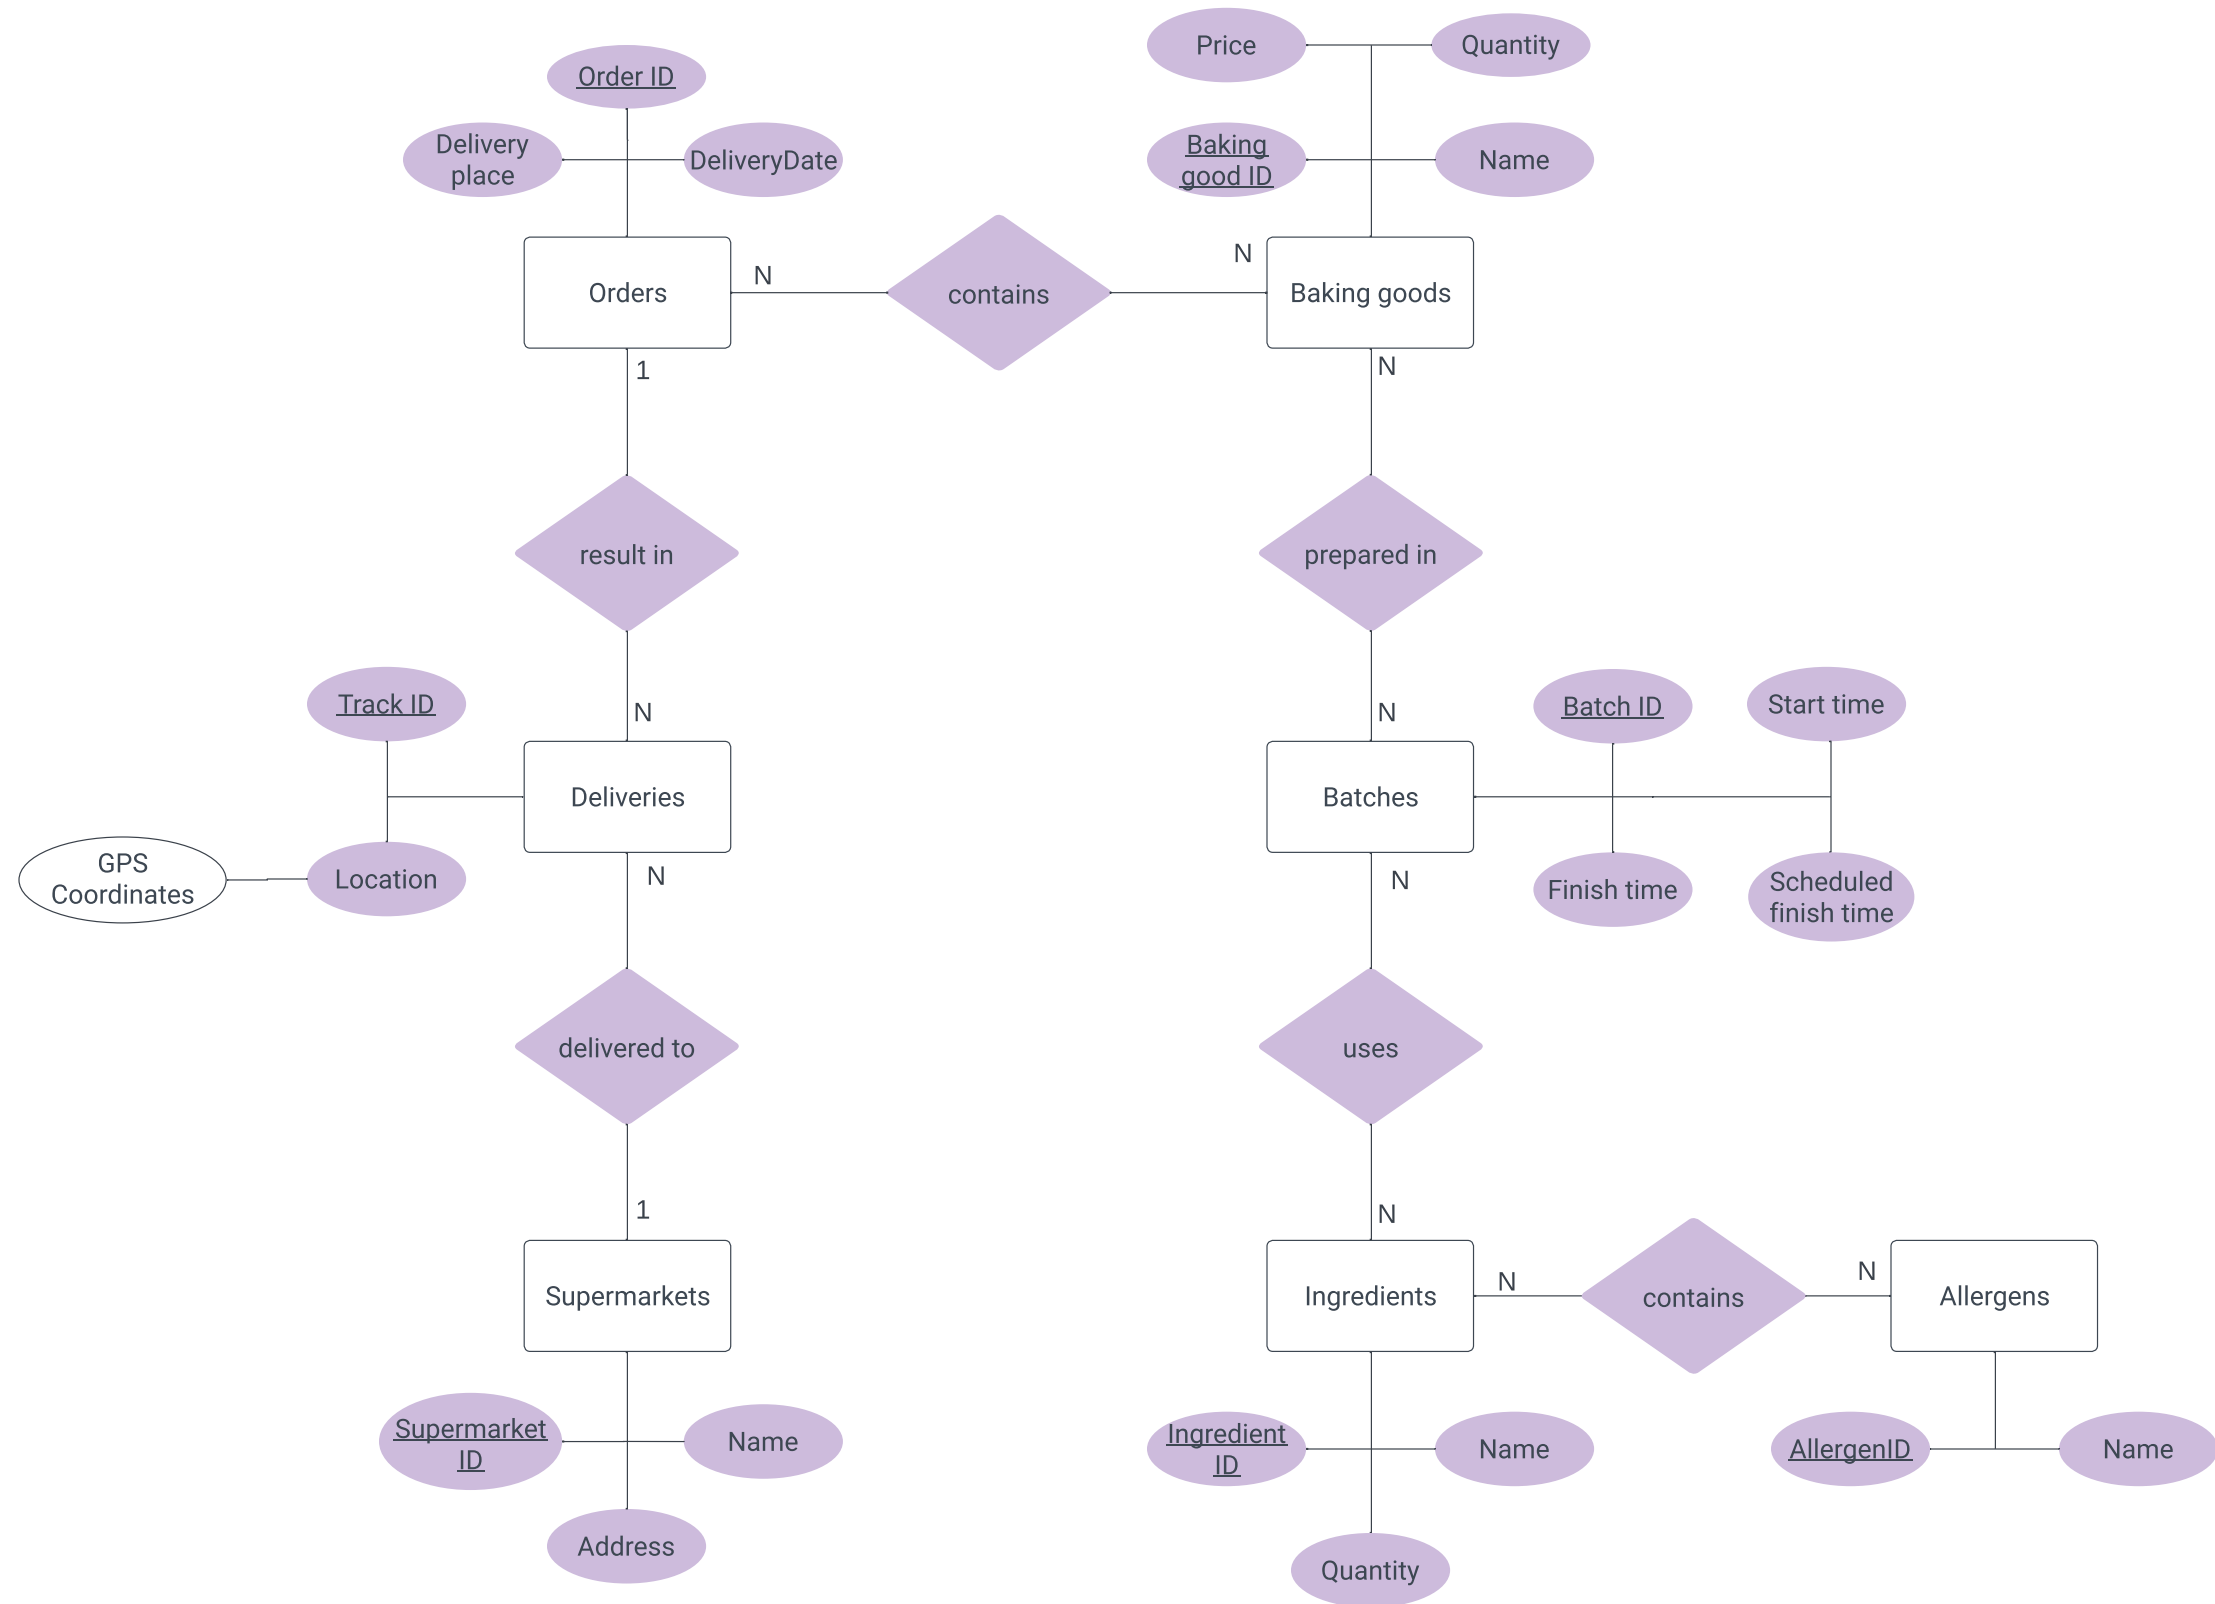 Price
Quantity
Order ID
Delivery
place
DeliveryDate
Baking
good ID
Name
Orders
N
contains
N
Baking goods
1
N
result in
prepared in
Track ID
N
N
Batch ID
Start time
Deliveries
Batches
GPS
Coordinates
Location
N
N
Finish time
Scheduled
finish time
delivered to
uses
1
N
Supermarkets
Ingredients
N
contains
N
Allergens
Supermarket
ID
Name
Ingredient
ID
Name
AllergenID
Name
Address
Quantity